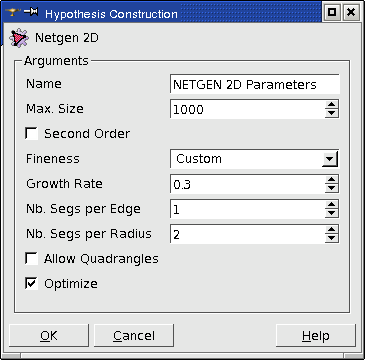 Hypothesis Construction
Netgen 2D
Arguments
Name NETGEN 2D Parameters
Max. Size 1000
Second Order
Fineness Custom
Growth Rate 0.3
Nb. Segs per Edge 1
Nb. Segs per Radius 2
Allow Quadrangles
Optimize
OK Cancel Help